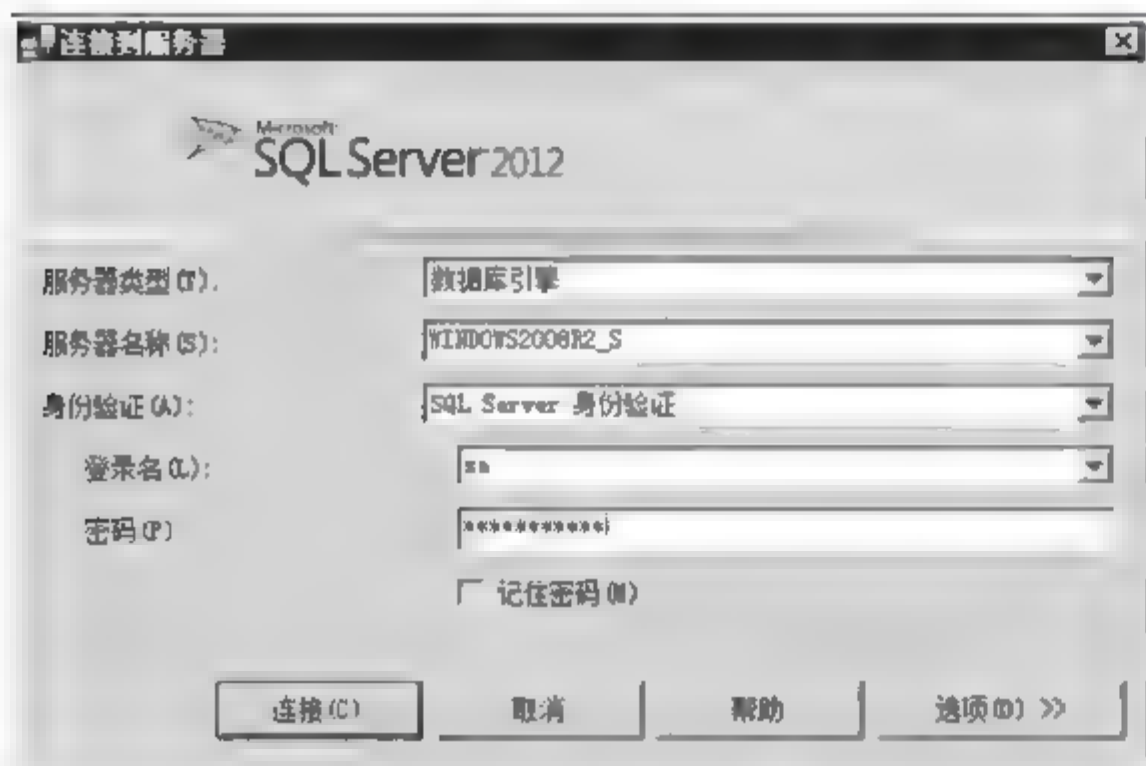 连接到服务器
Microsoft
SQL Server 2012
服务器类型(T): 数据库引擎
服务器名称(S): WINDOWS2008R2_S
身份验证(A): SQL Server 身份验证
登录名(L): sa
密码(P) ***********
记住密码(M)
连接(C) 取消 帮助 选项(O) >>